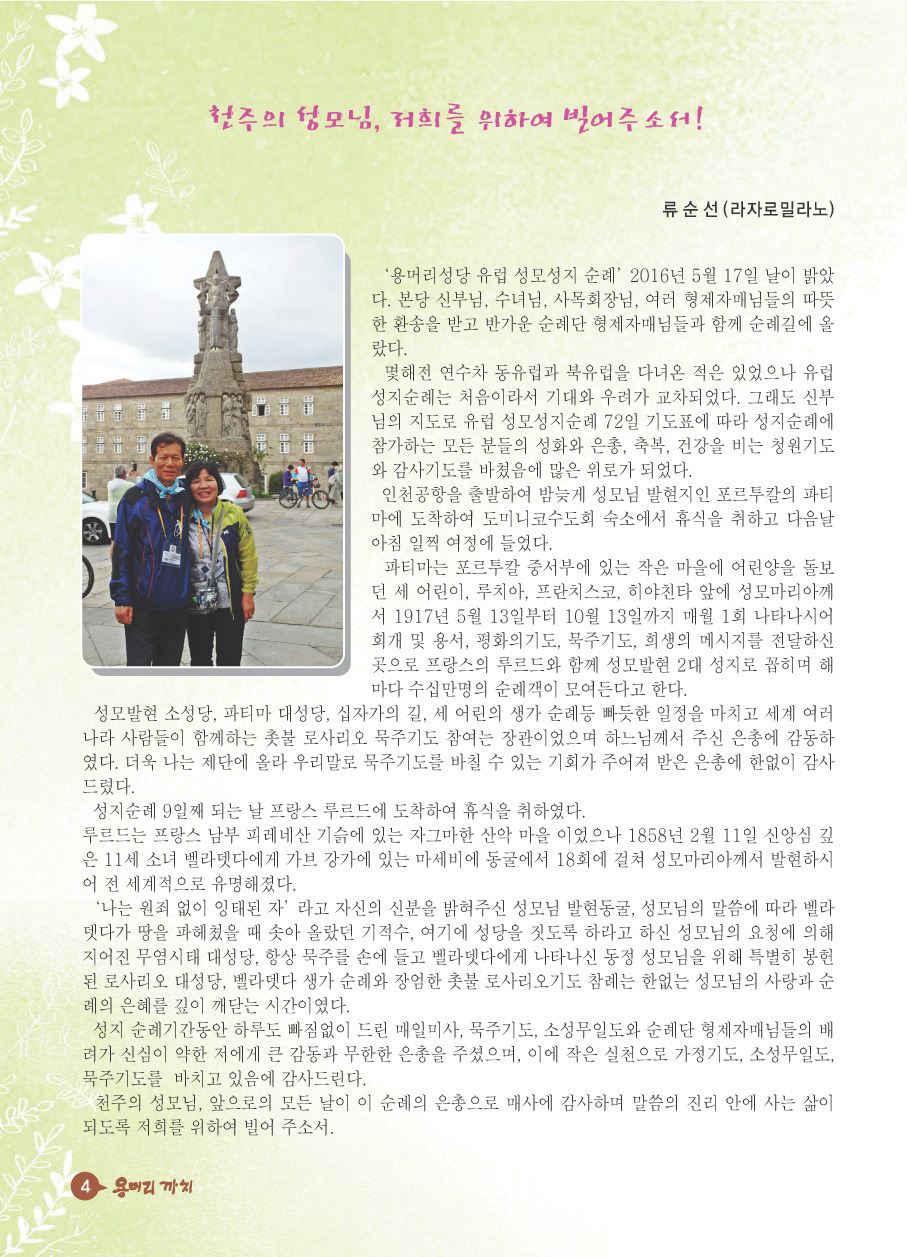 천주의 성모님, 저희를 위하여 빌어주소서!
류 순 선 (라자로밀라노)
‘용머리성당 유럽 성모성지 순례’ 2016년 5월 17일 날이 밝았
다. 본당 신부님, 수녀님, 사목회장님, 여러 형제자매님들의 따뜻
한 환송을 받고 반가운 순례단 형제자매님들과 함께 순례길에 올
랐다.
몇해전 연수차 동유럽과 북유럽을 다녀온 적은 있었으나 유럽
성지순례는 처음이라서 기대와 우려가 교차되었다. 그래도 신부
님의 지도로 유럽 성모성지순례 72일 기도표에 따라 성지순례에
참가하는 모든 분들의 성화와 은총, 축복, 건강을 비는 청원기도
와 감사기도를 바쳤음에 많은 위로가 되었다.
인천공항을 출발하여 밤늦게 성모님 발현지인 포르투칼의 파티
마에 도착하여 도미니코수도회 숙소에서 휴식을 취하고 다음날
아침 일찍 여정에 들었다.
파티마는 포르투칼 중서부에 있는 작은 마을에 어린양을 돌보
던 세 어린이, 루치아, 프란치스코, 히야친타 앞에 성모마리아께
서 1917년 5월 13일부터 10월 13일까지 매월 1회 나타나시어
회개 및 용서, 평화의기도, 묵주기도, 희생의 메시지를 전달하신
곳으로 프랑스의 루르드와 함께 성모발현 2대 성지로 꼽히며 해
마다 수십만명의 순례객이 모여든다고 한다.
성모발현 소성당, 파티마 대성당, 십자가의 길, 세 어린의 생가 순례등 빠듯한 일정을 마치고 세계 여러
나라 사람들이 함께하는 촛불 로사리오 묵주기도 참여는 장관이었으며 하느님께서 주신 은총에 감동하
였다. 더욱 나는 제단에 올라 우리말로 묵주기도를 바칠 수 있는 기회가 주어져 받은 은총에 한없이 감사
드렸다.
성지순례 9일째 되는 날 프랑스 루르드에 도착하여 휴식을 취하였다.
루르드는 프랑스 남부 피레네산 기슭에 있는 자그마한 산악 마을 이었으나 1858년 2월 11일 신앙심 깊
은 11세 소녀 벨라뎃다에게 가브 강가에 있는 마세비에 동굴에서 18회에 걸쳐 성모마리아께서 발현하시
어 전 세계적으로 유명해졌다.
‘나는 원죄 없이 잉태된 자’ 라고 자신의 신분을 밝혀주신 성모님 발현동굴, 성모님의 말씀에 따라 벨라
뎃다가 땅을 파헤쳤을 때 솟아 올랐던 기적수, 여기에 성당을 짓도록 하라고 하신 성모님의 요청에 의해
지어진 무염시태 대성당, 항상 묵주를 손에 들고 벨라뎃다에게 나타나신 동정 성모님을 위해 특별히 봉헌
된 로사리오 대성당, 벨라뎃다 생가 순례와 장엄한 촛불 로사리오기도 참례는 한없는 성모님의 사랑과 순
례의 은혜를 깊이 깨닫는 시간이였다.
성지 순례기간동안 하루도 빠짐없이 드린 매일미사, 묵주기도, 소성무일도와 순례단 형제자매님들의 배
려가 신심이 약한 저에게 큰 감동과 무한한 은총을 주셨으며, 이에 작은 실천으로 가정기도, 소성무일도,
묵주기도를 바치고 있음에 감사드린다.
천주의 성모님, 앞으로의 모든 날이 이 순례의 은총으로 매사에 감사하며 말씀의 진리 안에 사는 삶이
되도록 저희를 위하여 빌어 주소서.
4 용머리 까치